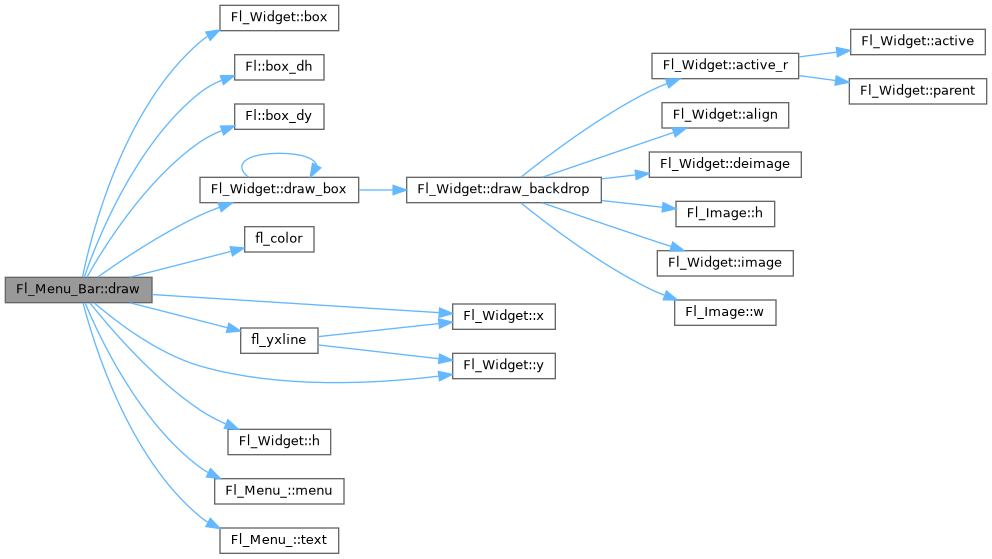 Fl_Menu_Bar::draw
Fl_Widget::box
Fl::box_dh
Fl::box_dy
Fl_Widget::draw_box
fl_color
fl_yxline
Fl_Widget::h
Fl_Menu_::menu
Fl_Menu_::text
Fl_Widget::draw_backdrop
Fl_Widget::x
Fl_Widget::y
Fl_Widget::active_r
Fl_Widget::align
Fl_Widget::deimage
Fl_Image::h
Fl_Widget::image
Fl_Image::w
Fl_Widget::active
Fl_Widget::parent